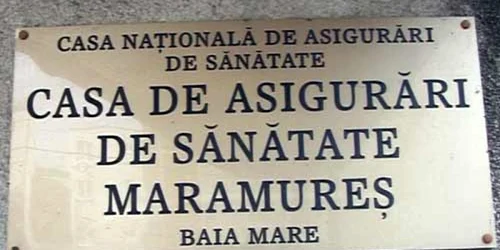 CASA NAȚIONALĂ DE ASIGURĂRI
DE SĂNĂTATE
CASA DE ASIGURĂRI
DE SĂNĂTATE
MARAMUREȘ
BAIA MARE